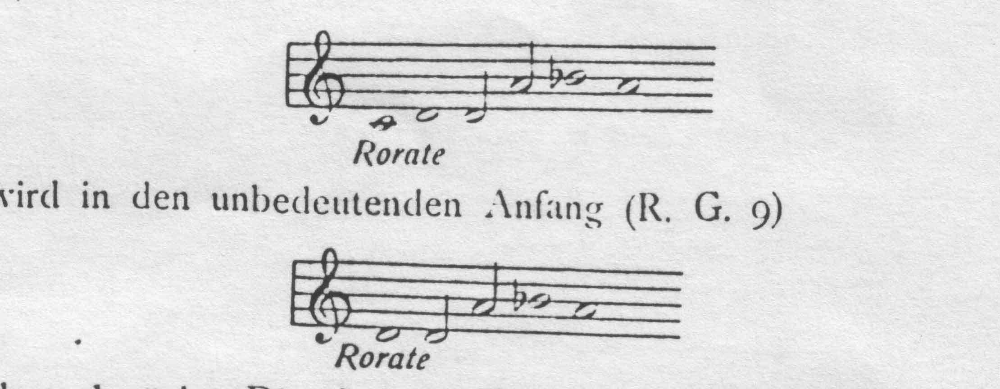 Rorate
wird in den unbedeutenden Anfang (R. G. 9)
Rorate